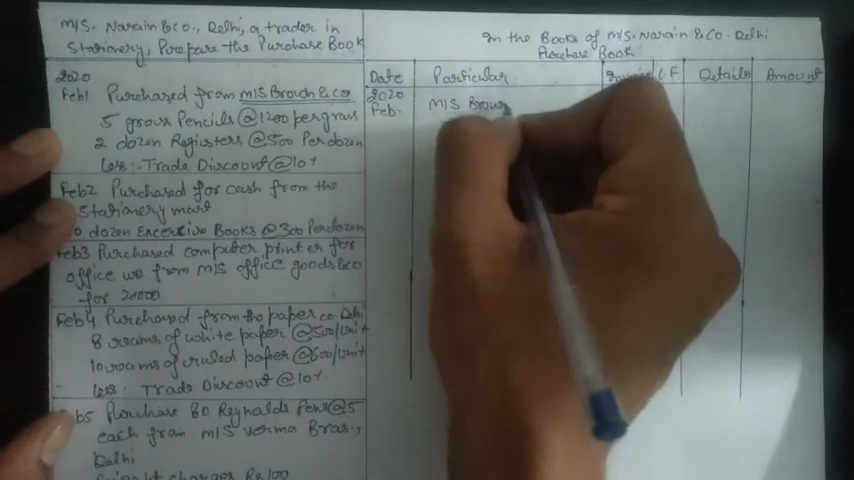 M/S. Narain & Co., Delhi, a trader in
Stationery, Prepare the Purchase Book
2020
Feb1 Purchased from M/S Brown & Co
5 gross Pencils @1200 per gross
2 dozen Registers @500 Per dozen
Less:- Trade Discount @10%
Feb2 Purchased for cash from the
Stationery mart
0 dozen Excercise Books @300 Per dozen
Feb3 Purchased computer printer for
office use from M/S office goods & co
for 20000
Feb4 Purchased from the paper co Delhi
8 reams of white paper @500/Unit
10 reams of ruled paper @600/Unit
Less: Trade Discount @10%
Feb5 Purchase 80 Reynalds Pens @5
each from M/S Verma Bros.,
Delhi
charges Rs 100
In the Books of M/S. Narain & Co. Delhi
Purchase Book
Date Particular L F Details Amount
2020
Feb. M/S Brown